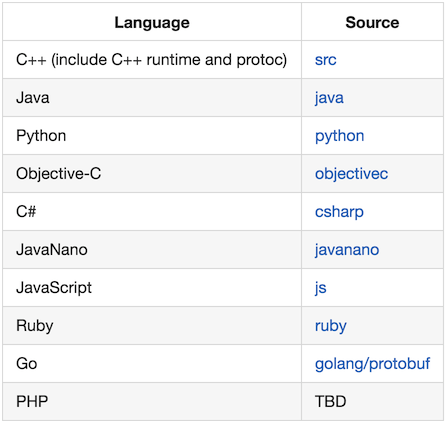 Language Source
C++ (include C++ runtime and protoc) src
Java java
Python python
Objective-C objectivec
C# csharp
JavaNano javanano
JavaScript js
Ruby ruby
Go golang/protobuf
PHP TBD